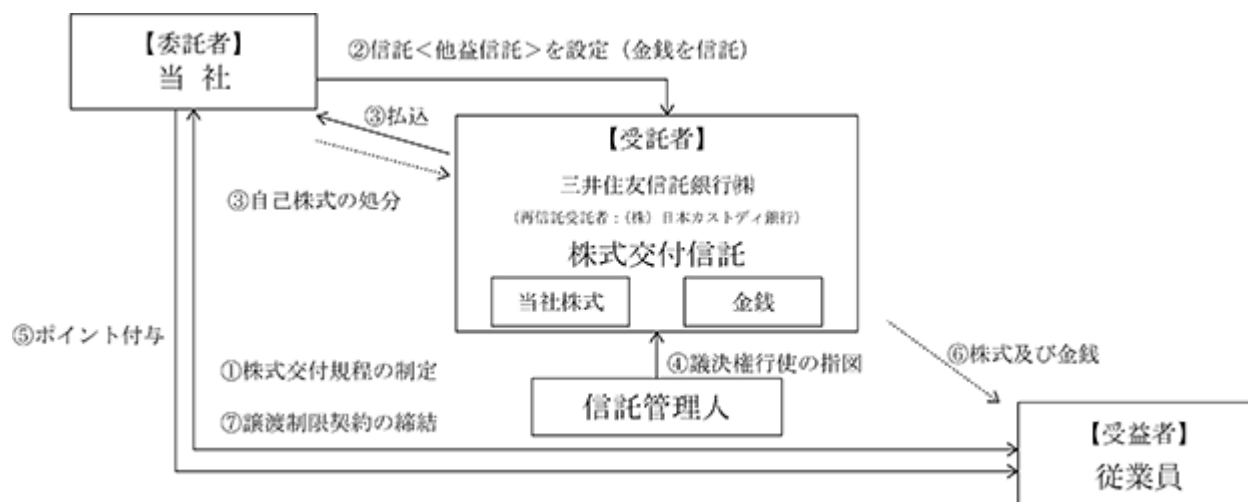 【委託者】
当 社
②信託＜他益信託＞を設定（金銭を信託）
③払込
③自己株式の処分
【受託者】
三井住友信託銀行㈱
（再信託受託者：（株）日本カストディ銀行）
株式交付信託
当社株式
金銭
⑤ポイント付与
①株式交付規程の制定
④議決権行使の指図
⑥株式及び金銭
信託管理人
⑦譲渡制限契約の締結
【受益者】
従業員